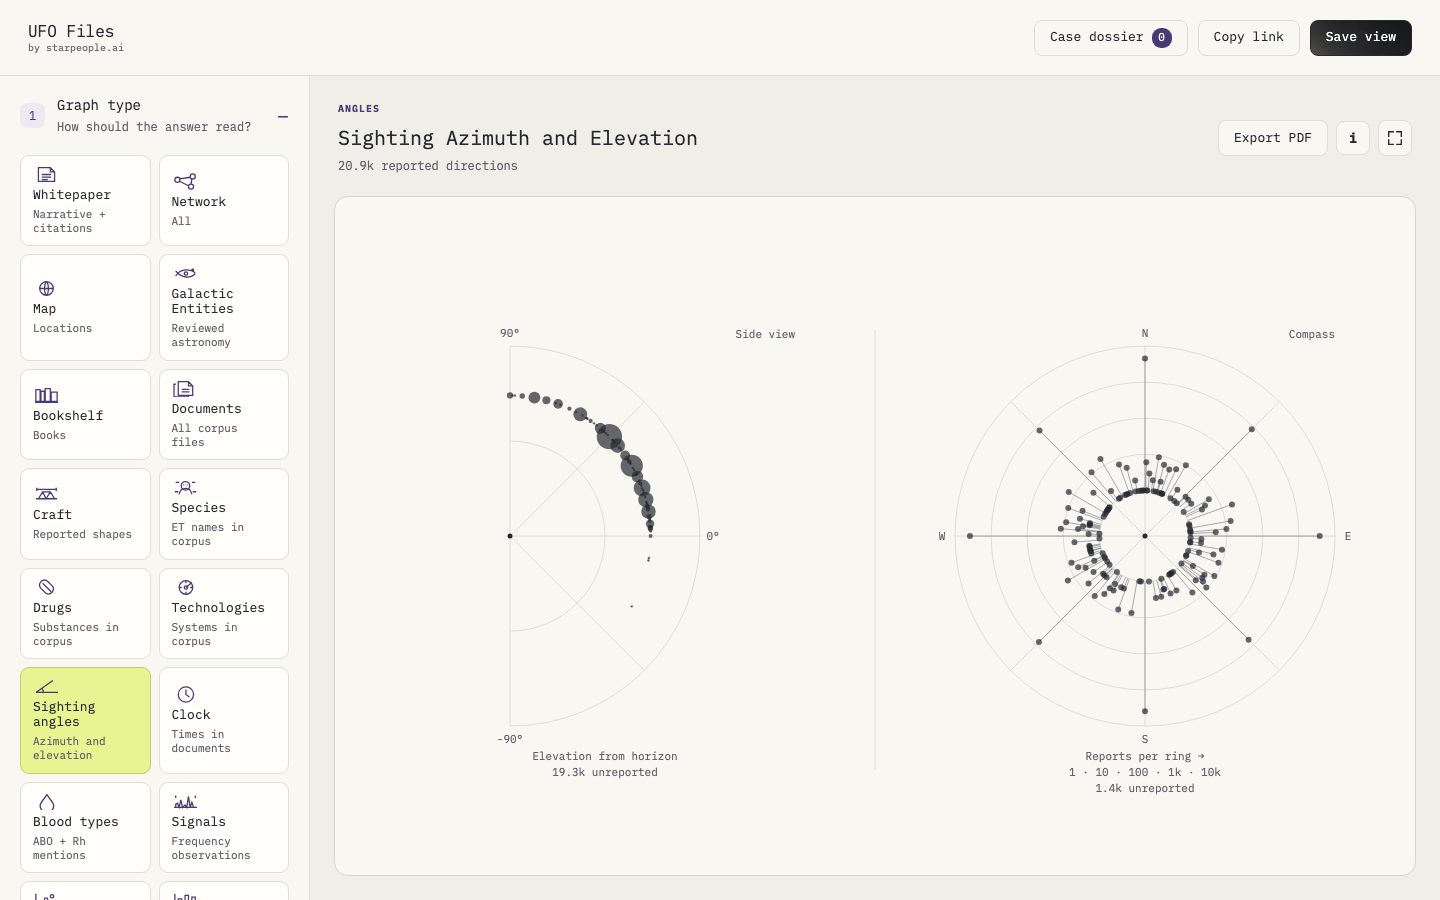 UFO Files
by starpeople.ai
Case dossier 0
Copy link
Save view
1
Graph type
How should the answer read?
−
Whitepaper
Narrative +
citations
Network
All
Map
Locations
Galactic
Entities
Reviewed
astronomy
Bookshelf
Books
Documents
All corpus
files
Craft
Reported shapes
Species
ET names in
corpus
Drugs
Substances in
corpus
Technologies
Systems in
corpus
Sighting
angles
Azimuth and
elevation
Clock
Times in
documents
Blood types
ABO + Rh
mentions
Signals
Frequency
observations
ANGLES
Sighting Azimuth and Elevation
20.9k reported directions
Export PDF
i
90°
Side view
0°
-90°
Elevation from horizon
19.3k unreported
N
Compass
W
E
S
Reports per ring →
1 · 10 · 100 · 1k · 10k
1.4k unreported